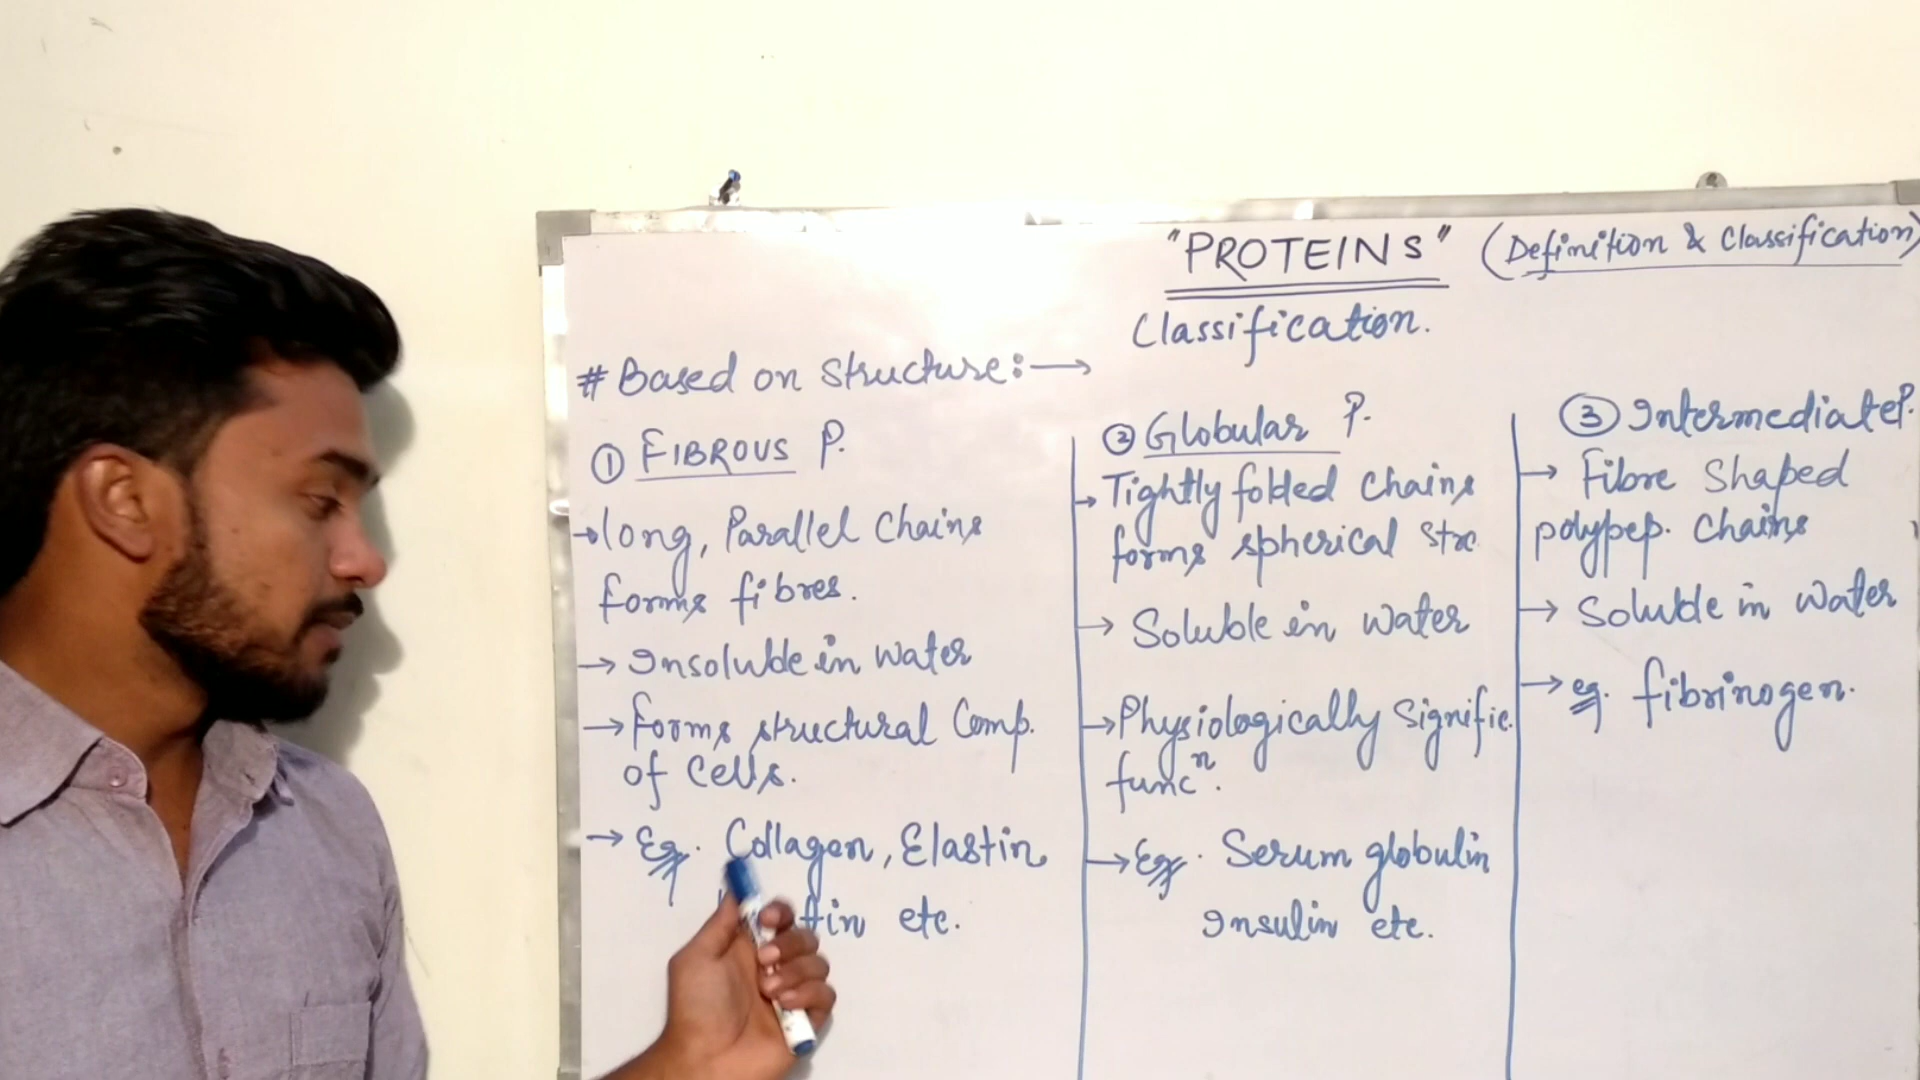 "PROTEINS" (Definition & Classification)
Classification.
# Based on Structure:→
① FIBROUS P.
→ long, Parallel Chains
forms fibres.
→ Insoluble in water
→ Forms structural Comp.
of Cells.
→ Eg. Collagen, Elastin
etc.
② Globular P.
→ Tightly folded Chains
forms spherical Strc
→ Soluble in water
→ Physiologically Signific.
funcⁿ.
→ Eg. Serum globulin
Insulin etc.
③ Intermediate P.
→ Fibre Shaped
polypep. Chains
→ Soluble in water
→ eg. fibrinogen.